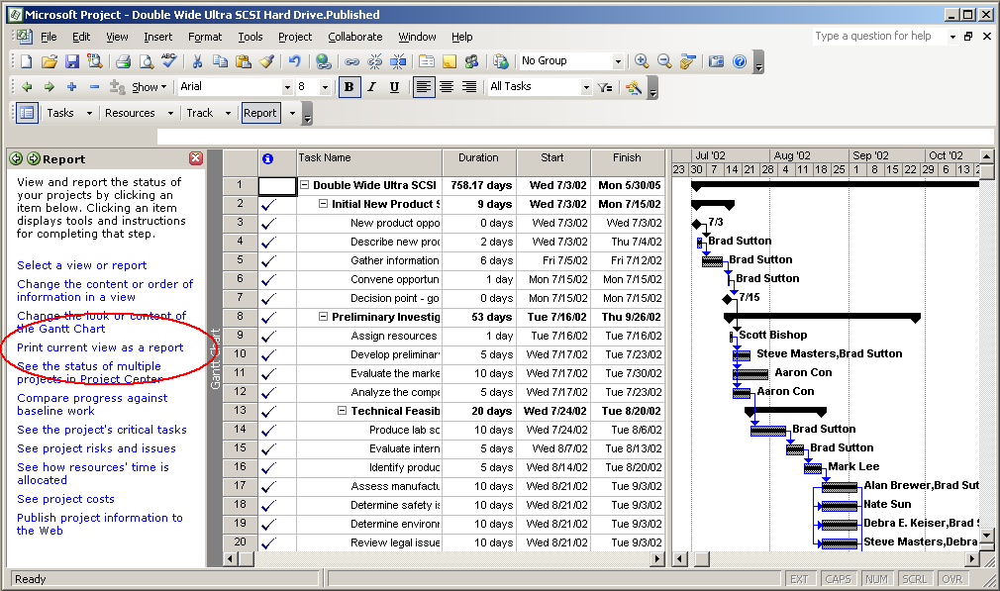 Microsoft Project - Double Wide Ultra SCSI Hard Drive.Published
File Edit View Insert Format Tools Project Collaborate Window Help Type a question for help
No Group
Show Arial 8 B I U All Tasks
Tasks Resources Track Report
Report
View and report the status of
your projects by clicking an
item below. Clicking an item
displays tools and instructions
for completing that step.
Select a view or report
Change the content or order of
information in a view
Change the look or content of
the Gantt Chart
Print current view as a report
See the status of multiple
projects in Project Center
Compare progress against
baseline work
See the project's critical tasks
See project risks and issues
See how resources' time is
allocated
See project costs
Publish project information to
the Web
Gantt Chart
Task Name Duration Start Finish
1 Double Wide Ultra SCSI 758.17 days Wed 7/3/02 Mon 5/30/05
2 Initial New Product S 9 days Wed 7/3/02 Mon 7/15/02
3 New product oppo 0 days Wed 7/3/02 Wed 7/3/02
4 Describe new proc 2 days Wed 7/3/02 Thu 7/4/02
5 Gather information 6 days Fri 7/5/02 Fri 7/12/02
6 Convene opportun 1 day Mon 7/15/02 Mon 7/15/02
7 Decision point - go 0 days Mon 7/15/02 Mon 7/15/02
8 Preliminary Investig 53 days Tue 7/16/02 Thu 9/26/02
9 Assign resources 1 day Tue 7/16/02 Tue 7/16/02
10 Develop preliminar 5 days Wed 7/17/02 Tue 7/23/02
11 Evaluate the marke 10 days Wed 7/17/02 Tue 7/30/02
12 Analyze the compe 5 days Wed 7/17/02 Tue 7/23/02
13 Technical Feasib 20 days Wed 7/24/02 Tue 8/20/02
14 Produce lab sc 10 days Wed 7/24/02 Tue 8/6/02
15 Evaluate intern 5 days Wed 8/7/02 Tue 8/13/02
16 Identify produc 5 days Wed 8/14/02 Tue 8/20/02
17 Assess manufactu 10 days Wed 8/21/02 Tue 9/3/02
18 Determine safety is 10 days Wed 8/21/02 Tue 9/3/02
19 Determine environr 10 days Wed 8/21/02 Tue 9/3/02
20 Review legal issue 10 days Wed 8/21/02 Tue 9/3/02
Jul '02 Aug '02 Sep '02 Oct '02
23 30 7 14 21 28 4 11 18 25 1 8 15 22 29 6 13
7/3
Brad Sutton
Brad Sutton
Brad Sutton
7/15
Scott Bishop
Steve Masters,Brad Sutton
Aaron Con
Aaron Con
Brad Sutton
Brad Sutton
Mark Lee
Alan Brewer,Brad Sut
Nate Sun
Debra E. Keiser,Brad S
Steve Masters,Debra
Ready EXT CAPS NUM SCRL OVR